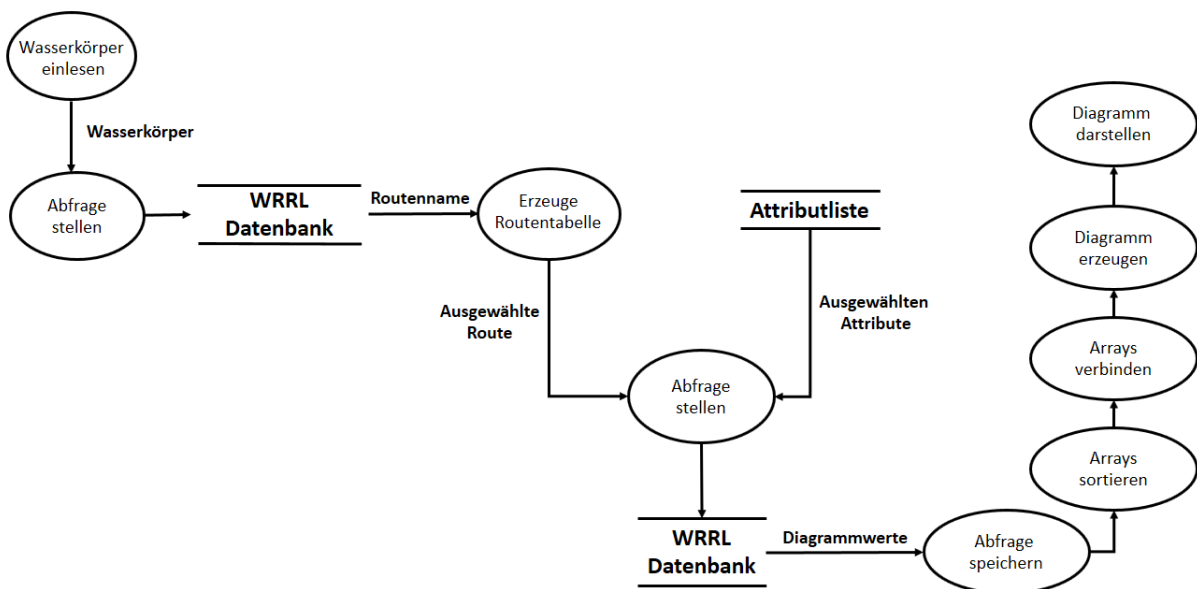 Wasserkörper
einlesen
Wasserkörper
Abfrage
stellen
WRRL
Datenbank
Routenname
Erzeuge
Routentabelle
Attributliste
Ausgewählte
Route
Ausgewählten
Attribute
Abfrage
stellen
WRRL
Datenbank
Diagrammwerte
Abfrage
speichern
Arrays
sortieren
Arrays
verbinden
Diagramm
erzeugen
Diagramm
darstellen